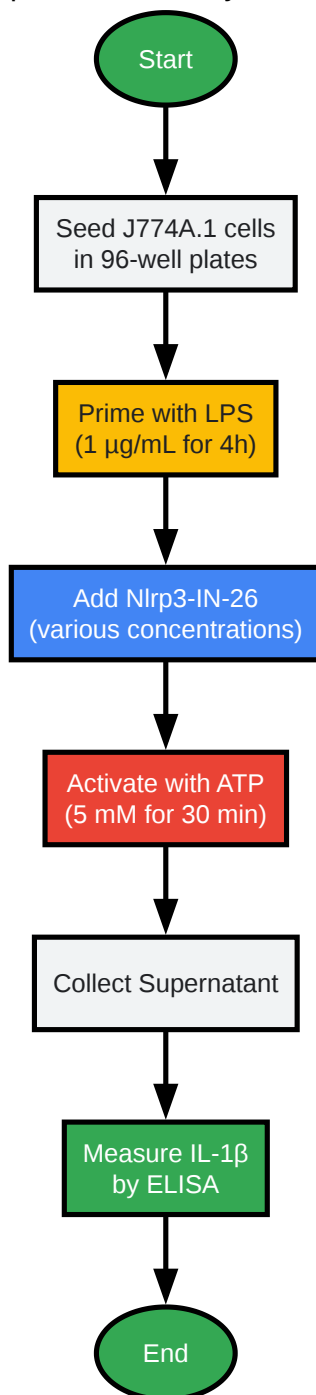 Start
Seed J774A.1 cells
in 96-well plates
Prime with LPS
(1 µg/mL for 4h)
Add Nlrp3-IN-26
(various concentrations)
Activate with ATP
(5 mM for 30 min)
Collect Supernatant
Measure IL-1β
by ELISA
End